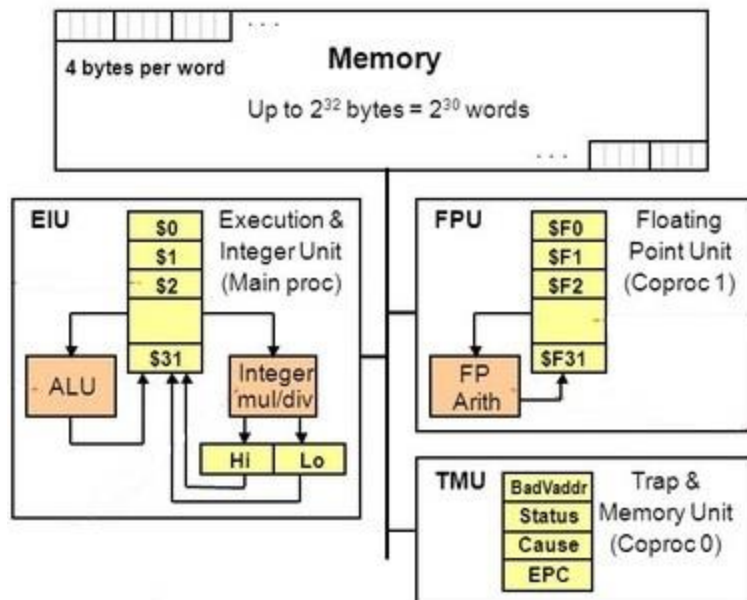 . . .
4 bytes per word
Memory
Up to 2³² bytes = 2³⁰ words
. . .
EIU
$0
$1
$2
$31
Execution &
Integer Unit
(Main proc)
ALU
Integer
mul/div
Hi
Lo
FPU
$F0
$F1
$F2
$F31
Floating
Point Unit
(Coproc 1)
FP
Arith
TMU
BadVaddr
Status
Cause
EPC
Trap &
Memory Unit
(Coproc 0)